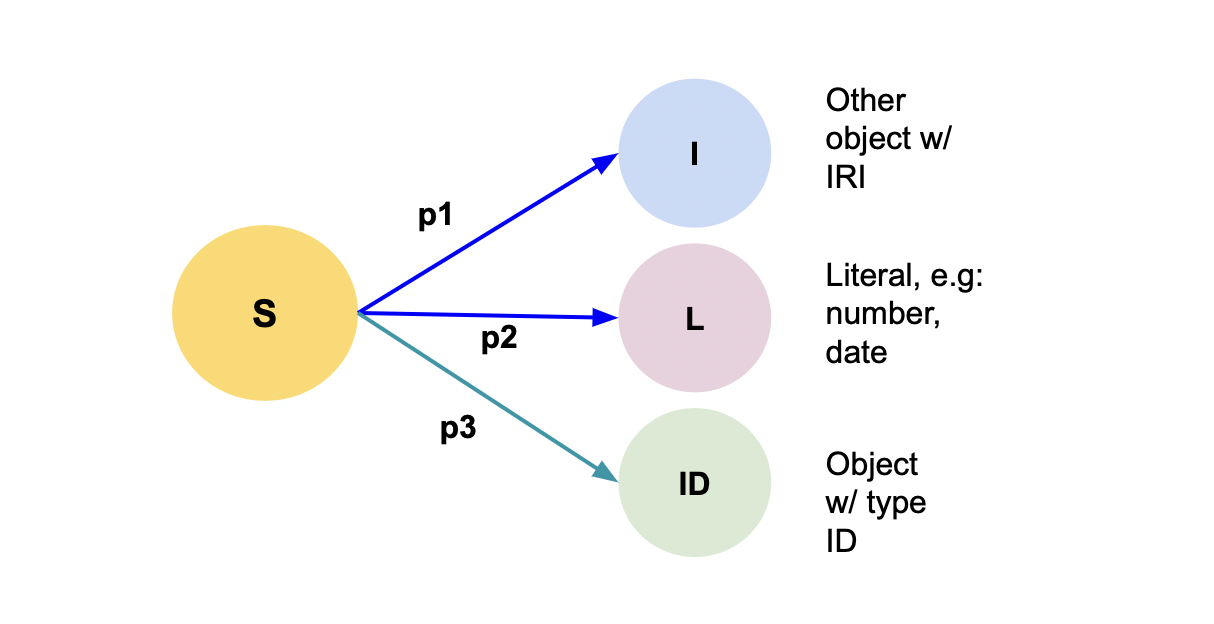 S
p1
p2
p3
I
L
ID
Other
object w/
IRI
Literal, e.g:
number,
date
Object
w/ type
ID